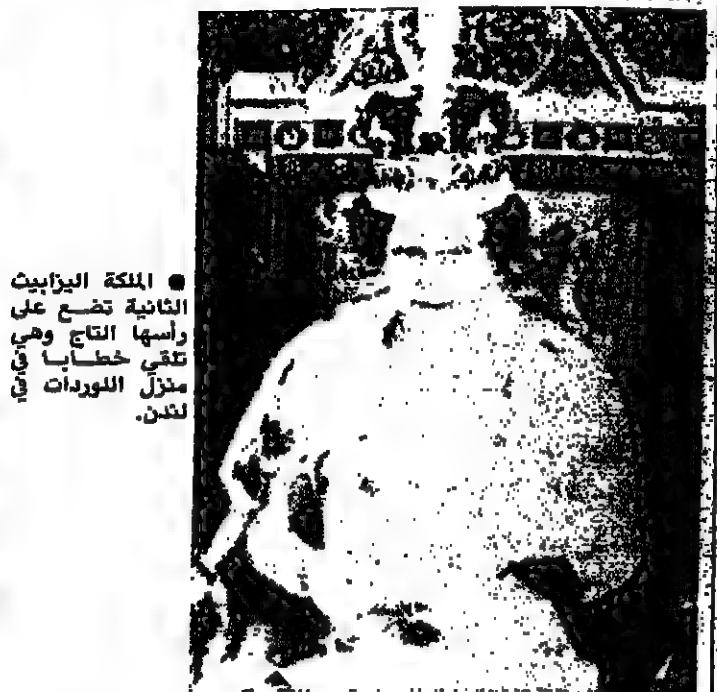 ● الملكة اليزابيث
الثانية تضع على
رأسها التاج وهي
تلقي خطابا في
منزل اللوردات في
لندن.